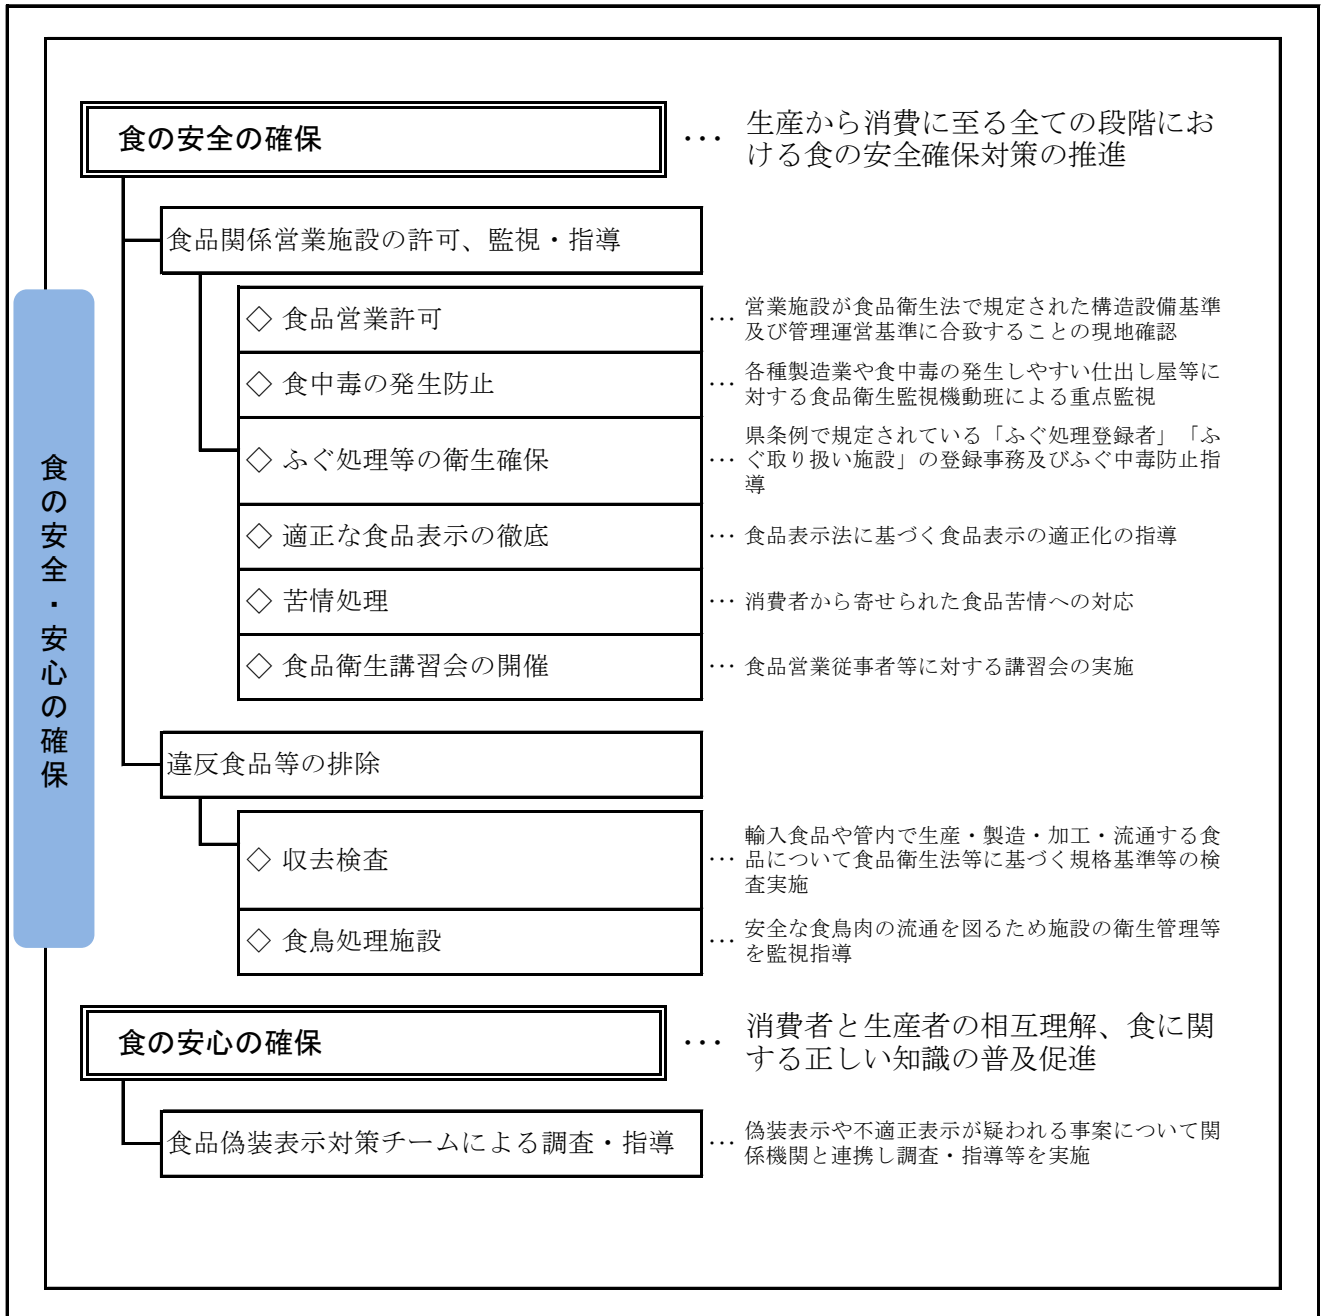 食の安全・安心の確保
食の安全の確保
… 生産から消費に至る全ての段階にお
ける食の安全確保対策の推進
食品関係営業施設の許可、監視・指導
◇ 食品営業許可
… 営業施設が食品衛生法で規定された構造設備基準
及び管理運営基準に合致することの現地確認
◇ 食中毒の発生防止
… 各種製造業や食中毒の発生しやすい仕出し屋等に
対する食品衛生監視機動班による重点監視
◇ ふぐ処理等の衛生確保
県条例で規定されている「ふぐ処理登録者」「ふ
… ぐ取り扱い施設」の登録事務及びふぐ中毒防止指
導
◇ 適正な食品表示の徹底
… 食品表示法に基づく食品表示の適正化の指導
◇ 苦情処理
… 消費者から寄せられた食品苦情への対応
◇ 食品衛生講習会の開催
… 食品営業従事者等に対する講習会の実施
違反食品等の排除
◇ 収去検査
輸入食品や管内で生産・製造・加工・流通する食
… 品について食品衛生法等に基づく規格基準等の検
査実施
◇ 食鳥処理施設
… 安全な食鳥肉の流通を図るため施設の衛生管理等
を監視指導
食の安心の確保
… 消費者と生産者の相互理解、食に関
する正しい知識の普及促進
食品偽装表示対策チームによる調査・指導
… 偽装表示や不適正表示が疑われる事案について関
係機関と連携し調査・指導等を実施